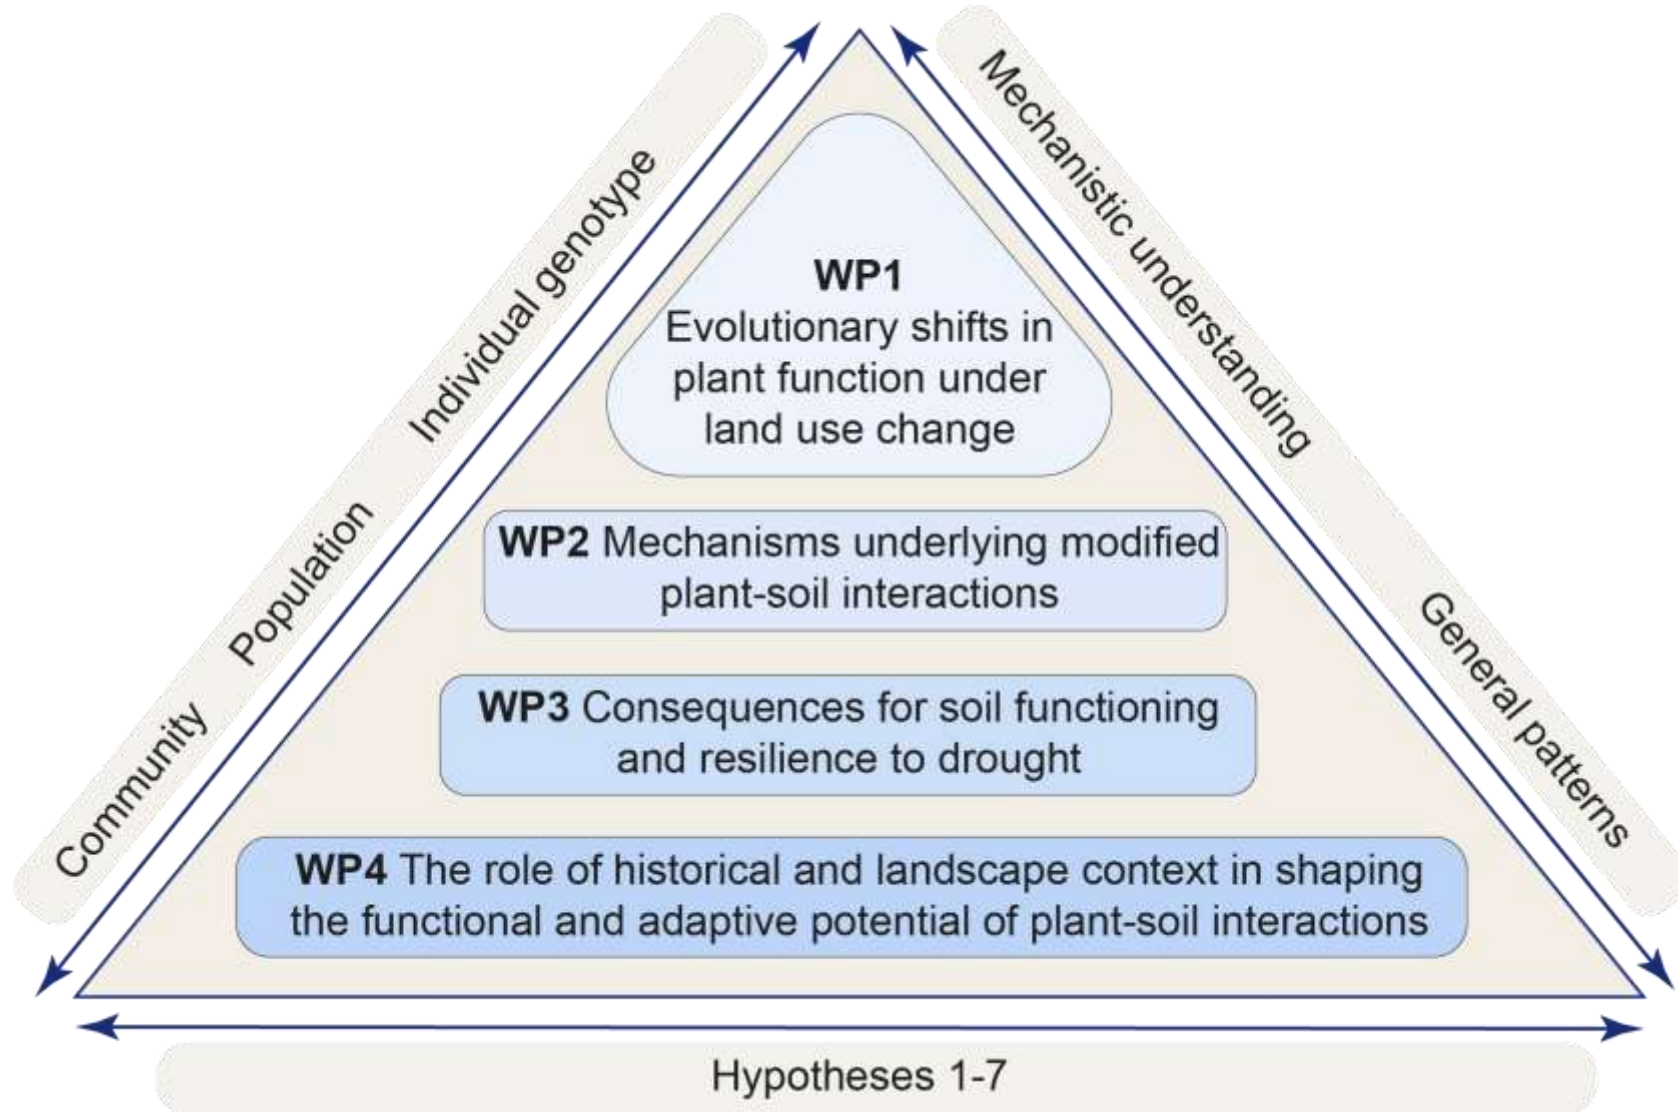 Individual genotype
Population
Community
Mechanistic understanding
General patterns
WP1
Evolutionary shifts in
plant function under
land use change
WP2 Mechanisms underlying modified
plant-soil interactions
WP3 Consequences for soil functioning
and resilience to drought
WP4 The role of historical and landscape context in shaping
the functional and adaptive potential of plant-soil interactions
Hypotheses 1-7